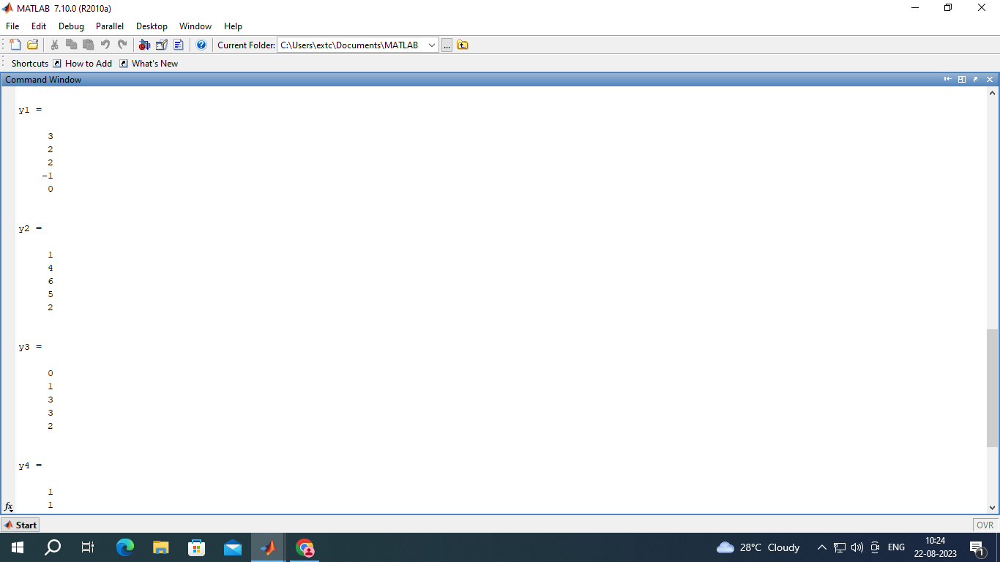 MATLAB 7.10.0 (R2010a)
File Edit Debug Parallel Desktop Window Help
Current Folder: C:\Users\extc\Documents\MATLAB ...
Shortcuts How to Add What's New
Command Window
y1 =
3
2
2
-1
0
y2 =
1
4
6
5
2
y3 =
0
1
3
3
2
y4 =
1
1
fx
Start OVR
28°C Cloudy ENG 10:24
22-08-2023 1